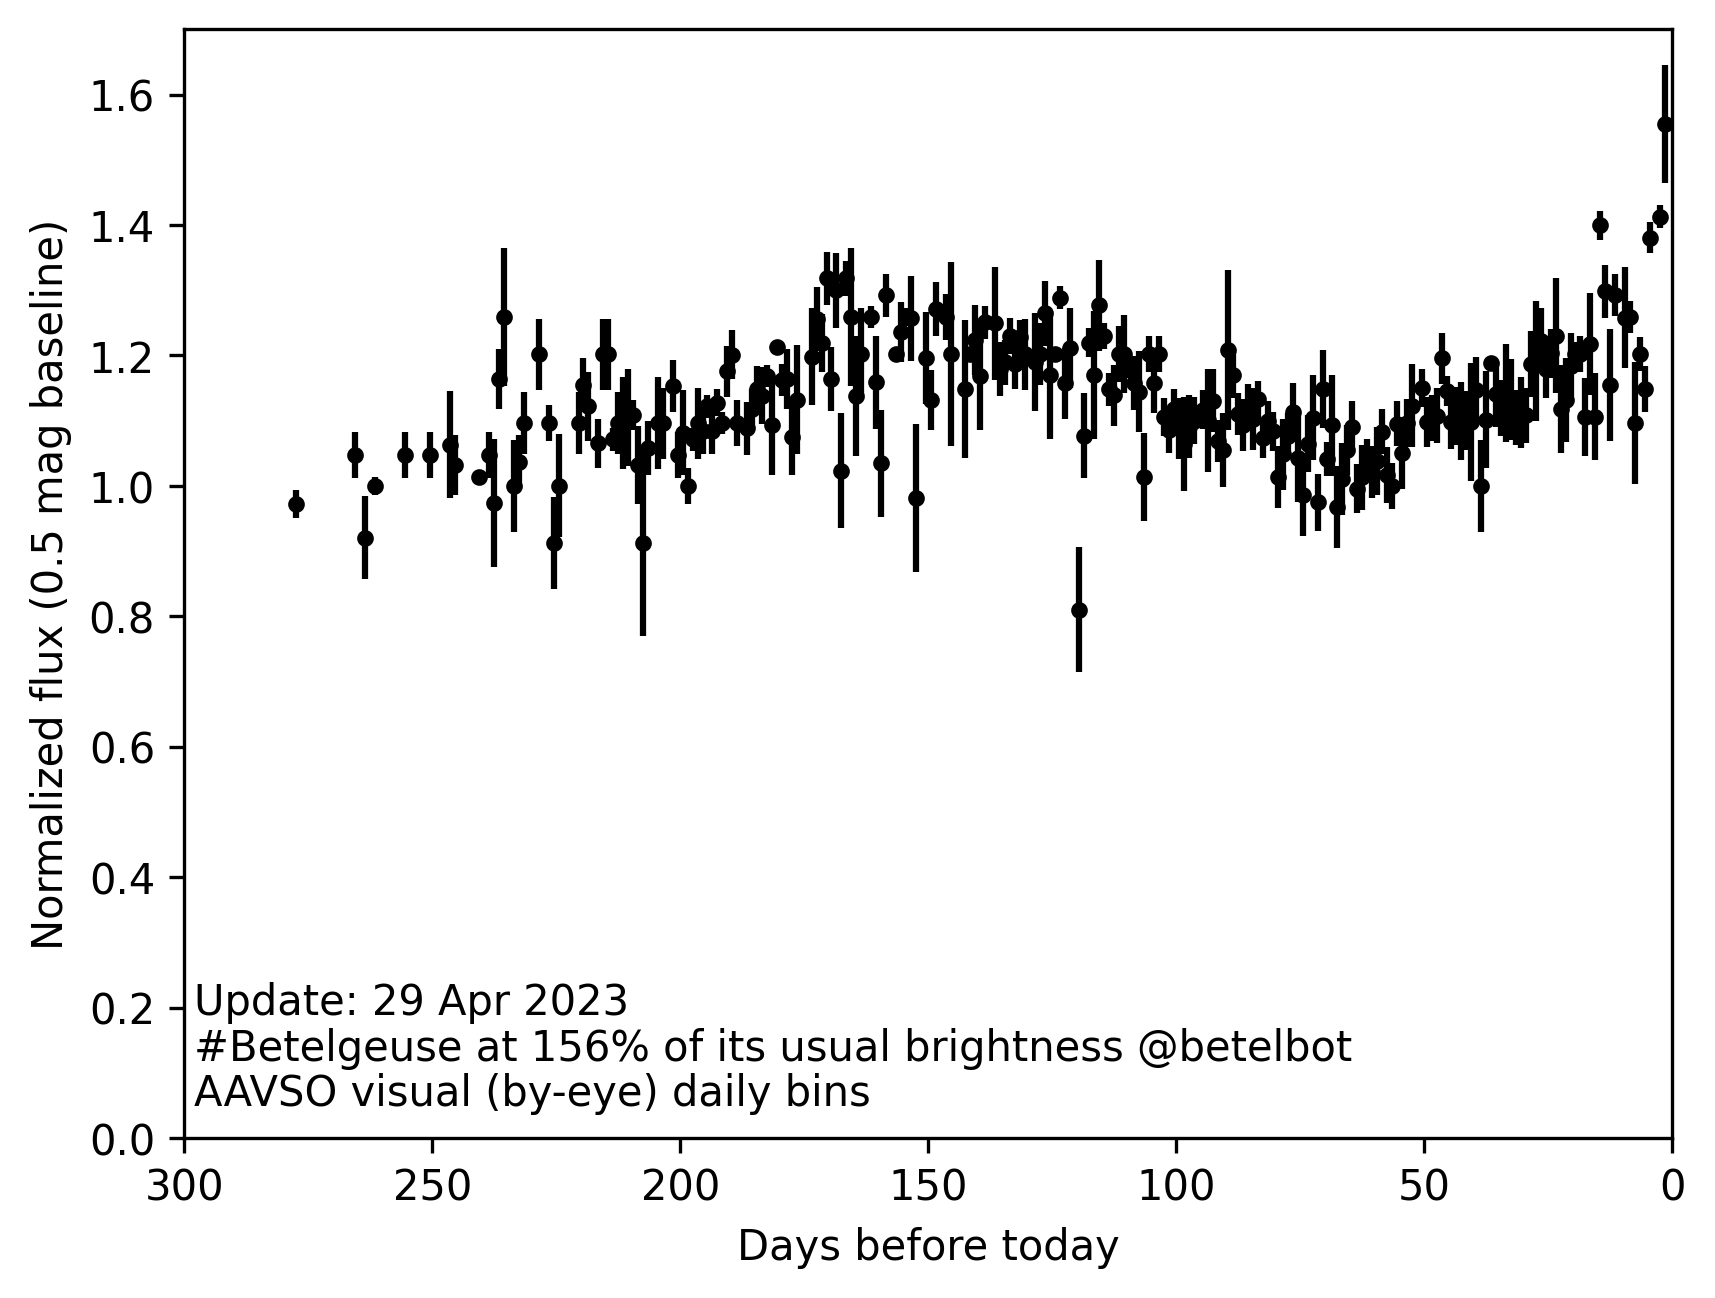 1.6
1.4
1.2
1.0
0.8
0.6
0.4
0.2
0.0
Normalized flux (0.5 mag baseline)
Update: 29 Apr 2023
#Betelgeuse at 156% of its usual brightness @betelbot
AAVSO visual (by-eye) daily bins
300 250 200 150 100 50 0
Days before today